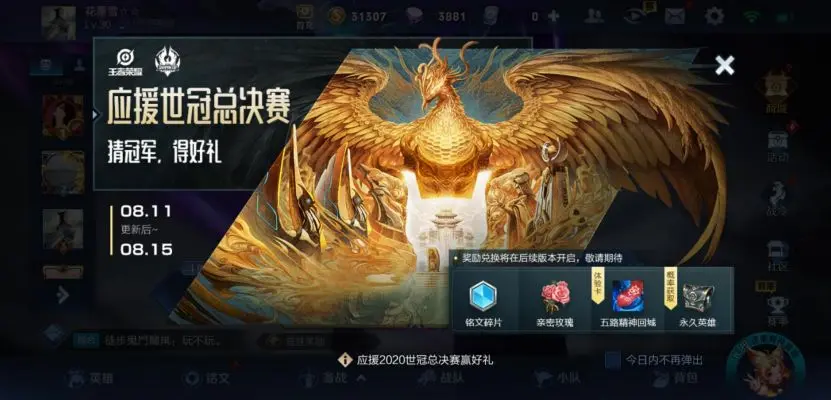 31307
3881
0
王者荣耀
应援世冠总决赛
猜冠军，得好礼
08.11
更新后~
08.15
奖励兑换将在后续版本开启，敬请期待
铭文碎片
亲密玫瑰
体验卡
五路精神回城
概率获取
永久英雄
应援2020世冠总决赛赢好礼
今日内不再弹出
商城
活动
社区
赛事
英雄
铭文
备战
战队
小队
背包